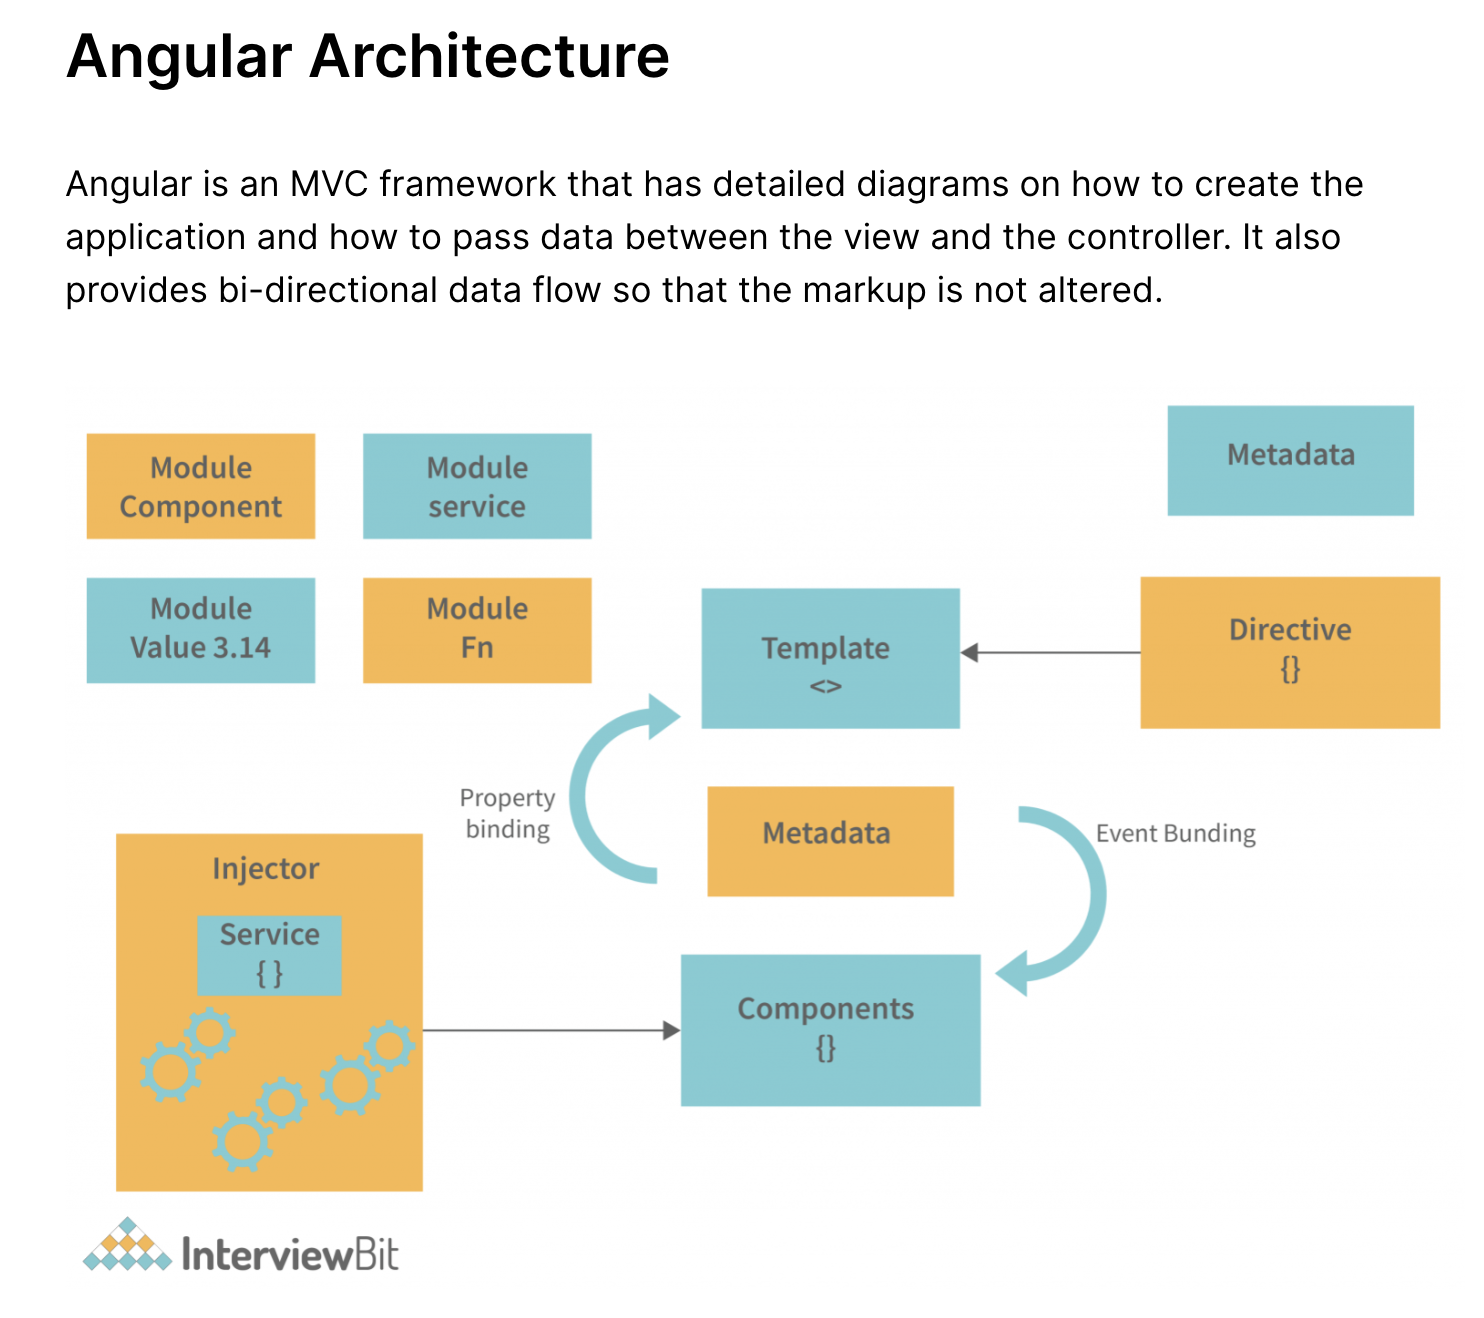 Angular Architecture
Angular is an MVC framework that has detailed diagrams on how to create the
application and how to pass data between the view and the controller. It also
provides bi-directional data flow so that the markup is not altered.
Module
Component
Module
service
Metadata
Module
Value 3.14
Module
Fn
Template
<>
Directive
{}
Property
binding
Metadata
Event Bunding
Injector
Service
{ }
Components
{}
InterviewBit